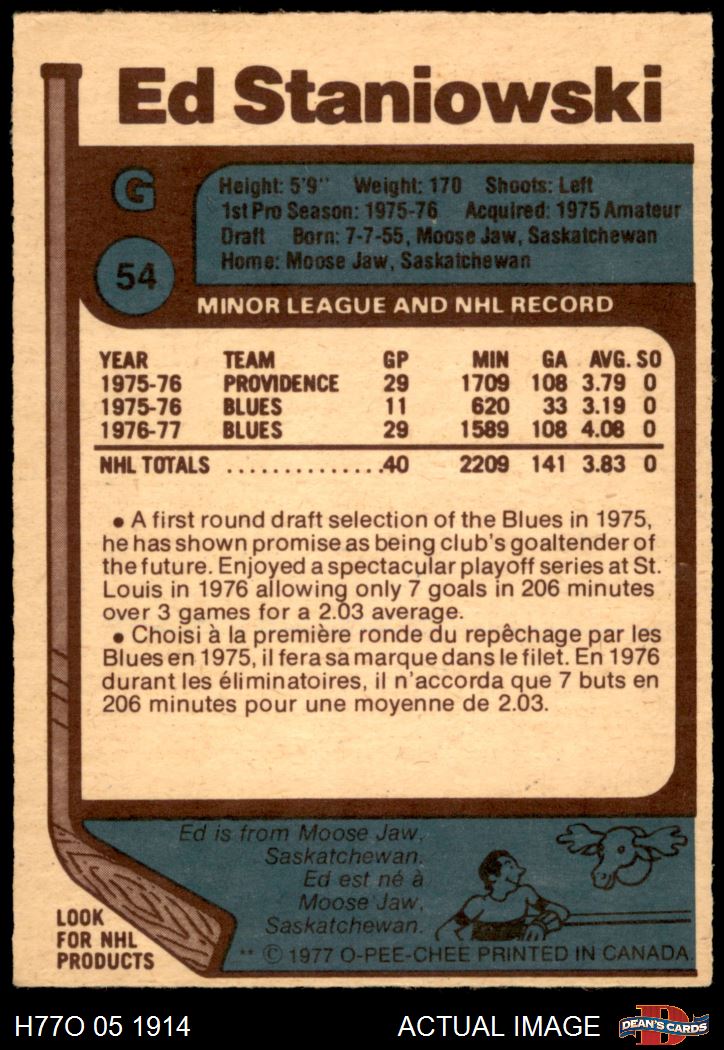 Ed Staniowski
G
Height: 5'9" Weight: 170 Shoots: Left
1st Pro Season: 1975-76 Acquired: 1975 Amateur
Draft Born: 7-7-55, Moose Jaw, Saskatchewan
Home: Moose Jaw, Saskatchewan
54
MINOR LEAGUE AND NHL RECORD
YEAR TEAM GP MIN GA AVG. SO
1975-76 PROVIDENCE 29 1709 108 3.79 0
1975-76 BLUES 11 620 33 3.19 0
1976-77 BLUES 29 1589 108 4.08 0
NHL TOTALS ..............40 2209 141 3.83 0
• A first round draft selection of the Blues in 1975,
he has shown promise as being club's goaltender of
the future. Enjoyed a spectacular playoff series at St.
Louis in 1976 allowing only 7 goals in 206 minutes
over 3 games for a 2.03 average.
• Choisi à la première ronde du repêchage par les
Blues en 1975, il fera sa marque dans le filet. En 1976
durant les éliminatoires, il n'accorda que 7 buts en
206 minutes pour une moyenne de 2.03.
Ed is from Moose Jaw,
Saskatchewan.
Ed est né à
Moose Jaw,
Saskatchewan.
LOOK
FOR NHL
PRODUCTS
** © 1977 O-PEE-CHEE PRINTED IN CANADA.
H77O 05 1914 ACTUAL IMAGE
D
DEAN'S CARDS